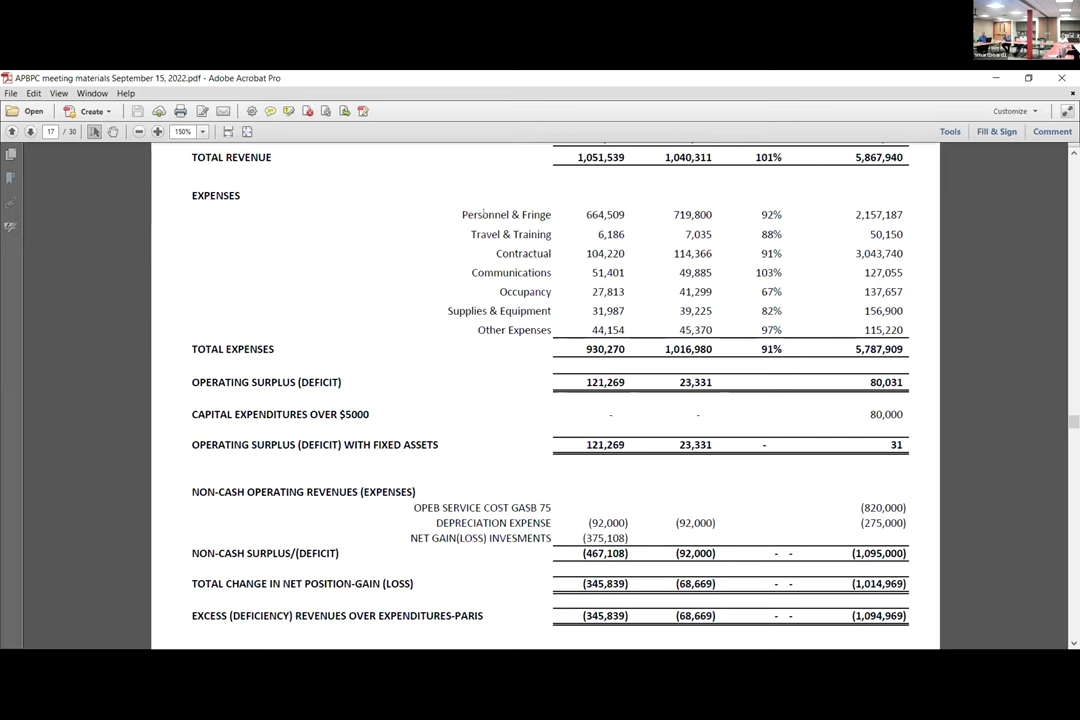 smartboard1
APBPC meeting materials September 15, 2022.pdf - Adobe Acrobat Pro
File Edit View Window Help
Open Create Customize
17 / 30 150% Tools Fill & Sign Comment
TOTAL REVENUE 1,051,539 1,040,311 101% 5,867,940
EXPENSES
Personnel & Fringe 664,509 719,800 92% 2,157,187
Travel & Training 6,186 7,035 88% 50,150
Contractual 104,220 114,366 91% 3,043,740
Communications 51,401 49,885 103% 127,055
Occupancy 27,813 41,299 67% 137,657
Supplies & Equipment 31,987 39,225 82% 156,900
Other Expenses 44,154 45,370 97% 115,220
TOTAL EXPENSES 930,270 1,016,980 91% 5,787,909
OPERATING SURPLUS (DEFICIT) 121,269 23,331 80,031
CAPITAL EXPENDITURES OVER $5000 - - 80,000
OPERATING SURPLUS (DEFICIT) WITH FIXED ASSETS 121,269 23,331 - 31
NON-CASH OPERATING REVENUES (EXPENSES)
OPEB SERVICE COST GASB 75 (820,000)
DEPRECIATION EXPENSE (92,000) (92,000) (275,000)
NET GAIN(LOSS) INVESMENTS (375,108)
NON-CASH SURPLUS/(DEFICIT) (467,108) (92,000) - - (1,095,000)
TOTAL CHANGE IN NET POSITION-GAIN (LOSS) (345,839) (68,669) - - (1,014,969)
EXCESS (DEFICIENCY) REVENUES OVER EXPENDITURES-PARIS (345,839) (68,669) - - (1,094,969)